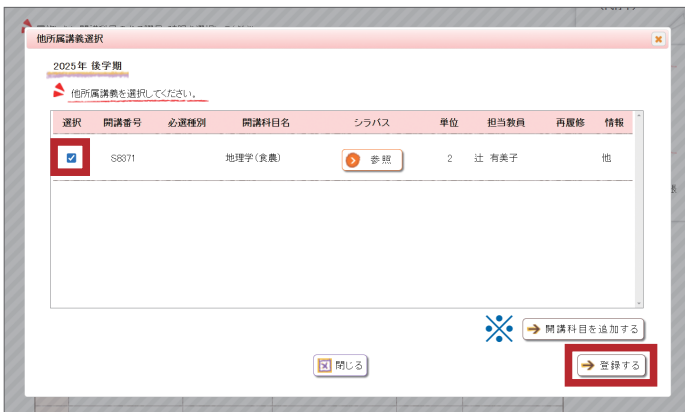 他所属講義選択
2025年 後学期
他所属講義を選択してください。
選択 開講番号 必選種別 開講科目名 シラバス 単位 担当教員 再履修 情報
S8371 地理学(食農) 参照 2 辻 有美子 他
※ 開講科目を追加する
閉じる 登録する